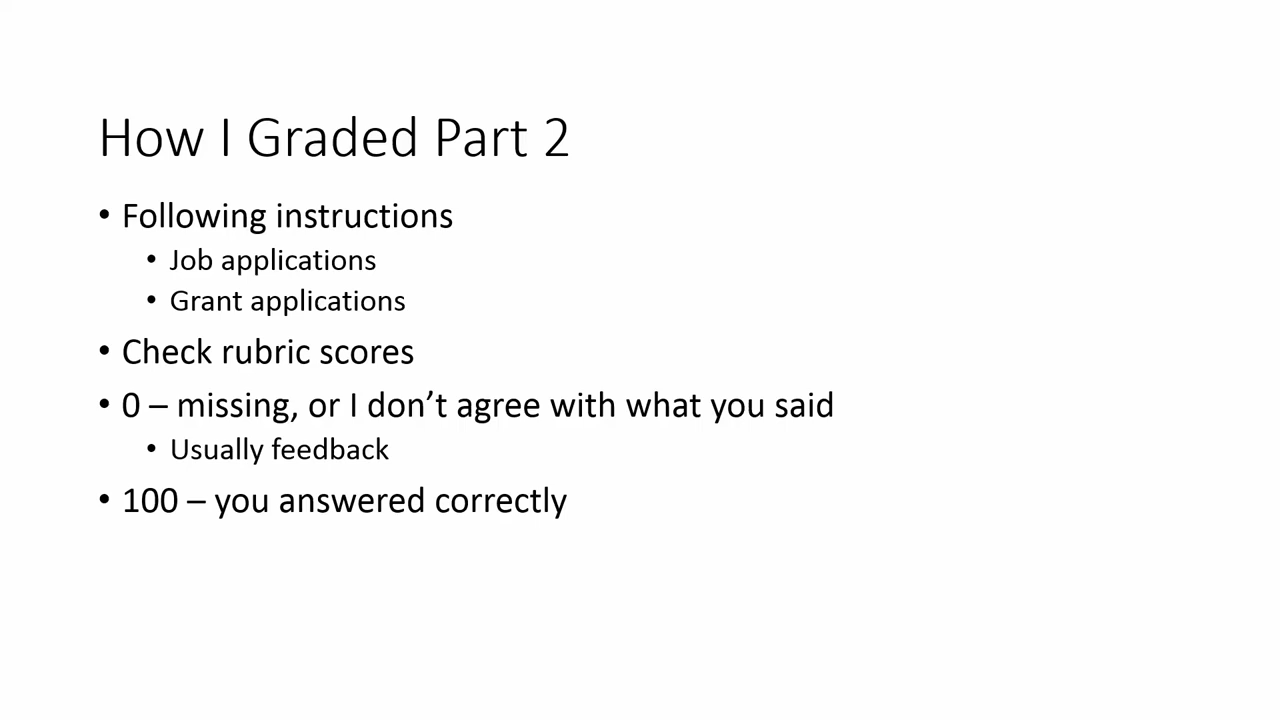 How I Graded Part 2
• Following instructions
• Job applications
• Grant applications
• Check rubric scores
• 0 – missing, or I don’t agree with what you said
• Usually feedback
• 100 – you answered correctly